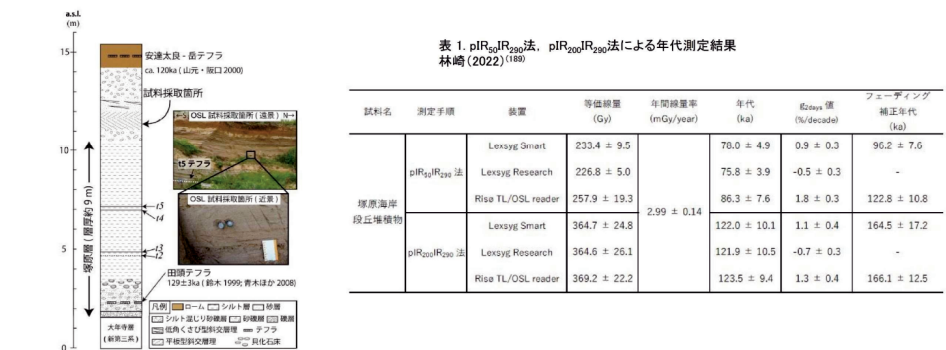 a.s.l.
(m)
15
10
5
0
安達太良-岳テフラ
ca. 120ka (山元・阪口 2000)
試料採取箇所
←S OSL 試料採取箇所(遠景) N→
t5 テフラ
OSL 試料採取箇所(近景)
塚原層(層厚約9m)
t5
t4
t3
t2
田頭テフラ
129±3ka (鈴木 1999; 青木ほか 2008)
大年寺層
(新第三系)
凡例 ローム シルト層 砂層
シルト混じり砂礫層 砂礫層 礫層
低角くさび型斜交層理 テフラ
平板型斜交層理 貝化石床
表 1. pIR50IR290法, pIR200IR290法による年代測定結果
林崎(2022)(189)
試料名 測定手順 装置 等価線量 (Gy) 年間線量率 (mGy/year) 年代 (ka) g2days 値 (%/decade) フェーディング補正年代 (ka)
塚原海岸段丘堆積物
pIR50IR290 法
Lexsyg Smart 233.4 ± 9.5 78.0 ± 4.9 0.9 ± 0.3 96.2 ± 7.6
Lexsyg Research 226.8 ± 5.0 75.8 ± 3.9 -0.5 ± 0.3 -
Risø TL/OSL reader 257.9 ± 19.3 86.3 ± 7.6 1.8 ± 0.3 122.8 ± 10.8
2.99 ± 0.14
pIR200IR290 法
Lexsyg Smart 364.7 ± 24.8 122.0 ± 10.1 1.1 ± 0.4 164.5 ± 17.2
Lexsyg Research 364.6 ± 26.1 121.9 ± 10.5 -0.7 ± 0.3 -
Risø TL/OSL reader 369.2 ± 22.2 123.5 ± 9.4 1.3 ± 0.4 166.1 ± 12.5